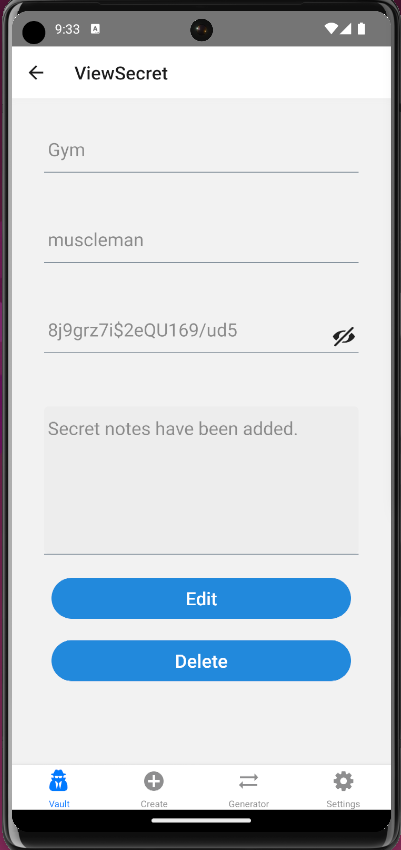 9:33 A
ViewSecret
Gym
muscleman
8j9grz7i$2eQU169/ud5
Secret notes have been added.
Edit
Delete
Vault Create Generator Settings